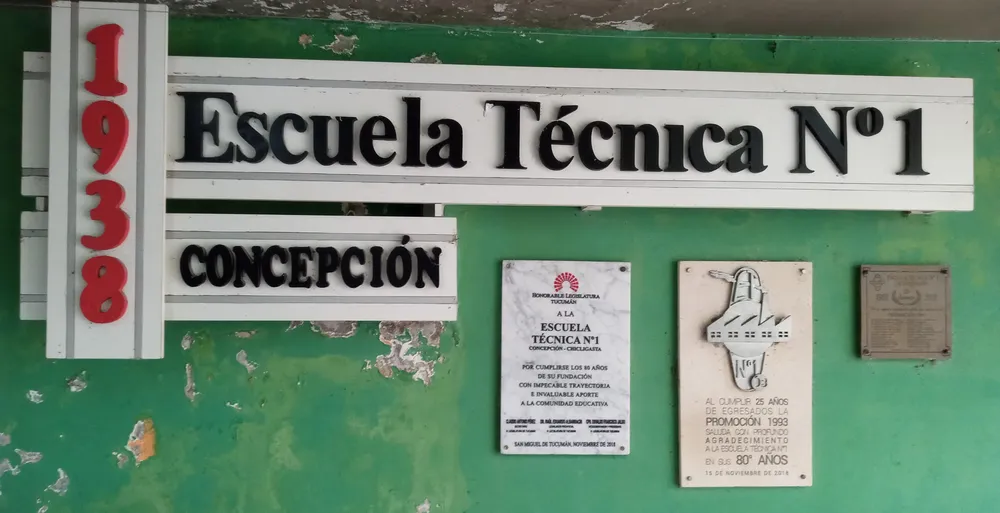 1938
Escuela Técnica Nº 1
CONCEPCIÓN
HONORABLE LEGISLATURA
TUCUMÁN
A LA
ESCUELA
TÉCNICA Nº1
CONCEPCIÓN - CHICLIGASTA
POR CUMPLIRSE LOS 80 AÑOS
DE SU FUNDACIÓN
CON IMPECABLE TRAYECTORIA
E INVALUABLE APORTE
A LA COMUNIDAD EDUCATIVA
SAN MIGUEL DE TUCUMÁN, NOVIEMBRE DE 2018
Nº1
AL CUMPLIR 25 AÑOS
DE EGRESADOS LA
PROMOCIÓN 1993
SALUDA CON PROFUNDO
AGRADECIMIENTO
A LA ESCUELA TÉCNICA Nº1
EN SUS 80° AÑOS
15 DE NOVIEMBRE DE 2018